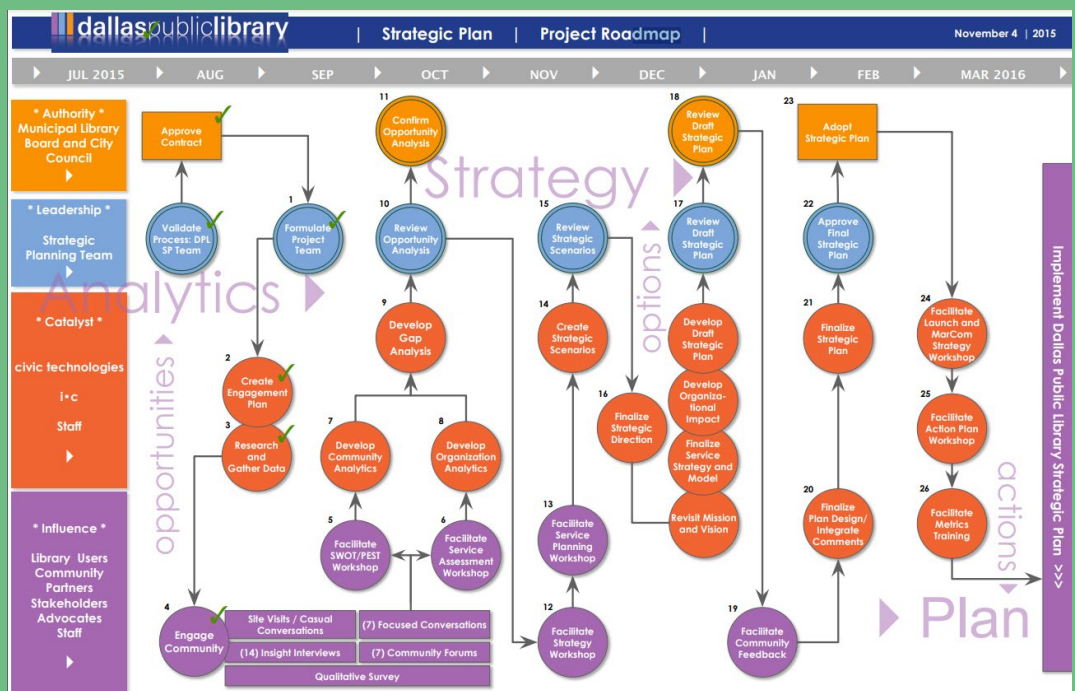 dallaspubliclibrary | Strategic Plan | Project Roadmap | November 4 | 2015
JUL 2015 AUG SEP OCT NOV DEC JAN FEB MAR 2016
* Authority *
Municipal Library
Board and City
Council
* Leadership *
Strategic
Planning Team
* Catalyst *
civic technologies
i•c
Staff
* Influence *
Library Users
Community
Partners
Stakeholders
Advocates
Staff
Analytics
opportunities
Strategy
options
Plan
actions
Approve
Contract
Validate
Process: DPL
SP Team
1
Formulate
Project
Team
2
Create
Engagement
Plan
3
Research
and
Gather Data
4
Engage
Community
Site Visits / Casual
Conversations
(7) Focused Conversations
(14) Insight Interviews
(7) Community Forums
Qualitative Survey
5
Facilitate
SWOT/PEST
Workshop
6
Facilitate
Service
Assessment
Workshop
7
Develop
Community
Analytics
8
Develop
Organization
Analytics
9
Develop
Gap
Analysis
10
Review
Opportunity
Analysis
11
Confirm
Opportunity
Analysis
12
Facilitate
Strategy
Workshop
13
Facilitate
Service
Planning
Workshop
14
Create
Strategic
Scenarios
15
Review
Strategic
Scenarios
16
Finalize
Strategic
Direction
Revisit Mission
and Vision
Finalize
Service
Strategy
and Model
Develop
Organiza-
tional
Impact
Develop
Draft
Strategic
Plan
17
Review
Draft
Strategic
Plan
18
Review
Draft
Strategic
Plan
19
Facilitate
Community
Feedback
20
Finalize
Plan Design/
Integrate
Comments
21
Finalize
Strategic
Plan
22
Approve
Final
Strategic
Plan
23
Adopt
Strategic Plan
24
Facilitate
Launch and
MarCom
Strategy
Workshop
25
Facilitate
Action Plan
Workshop
26
Facilitate
Metrics
Training
Implement Dallas Public Library Strategic Plan >>>